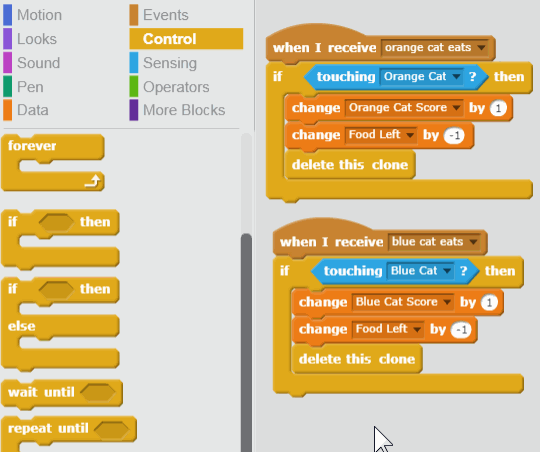 Motion
Looks
Sound
Pen
Data
Events
Control
Sensing
Operators
More Blocks
forever
if then
if then
else
wait until
repeat until
when I receive orange cat eats
if touching Orange Cat ? then
change Orange Cat Score by 1
change Food Left by -1
delete this clone
when I receive blue cat eats
if touching Blue Cat ? then
change Blue Cat Score by 1
change Food Left by -1
delete this clone